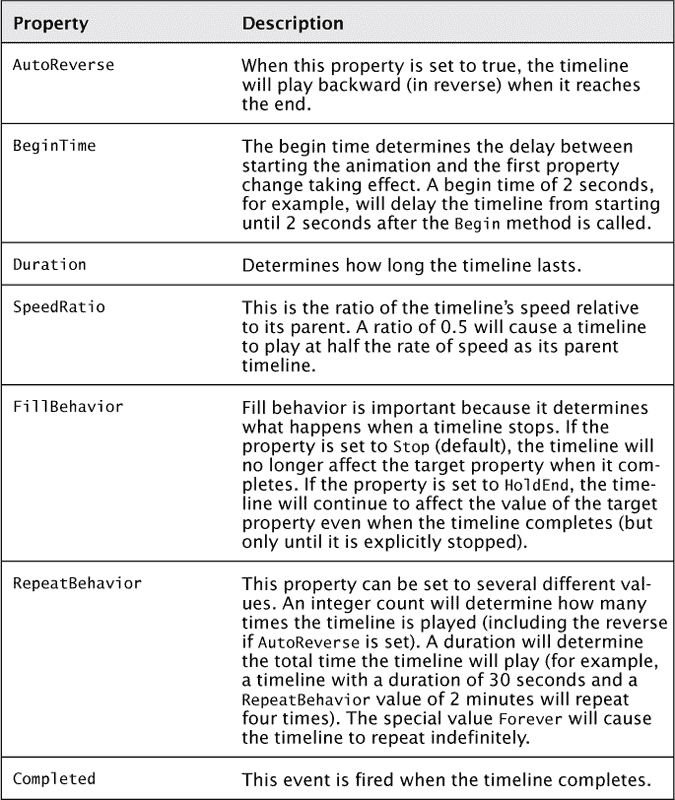 Property Description
AutoReverse When this property is set to true, the timeline
will play backward (in reverse) when it reaches
the end.
BeginTime The begin time determines the delay between
starting the animation and the first property
change taking effect. A begin time of 2 seconds,
for example, will delay the timeline from starting
until 2 seconds after the Begin method is called.
Duration Determines how long the timeline lasts.
SpeedRatio This is the ratio of the timeline’s speed relative
to its parent. A ratio of 0.5 will cause a timeline
to play at half the rate of speed as its parent
timeline.
FillBehavior Fill behavior is important because it determines
what happens when a timeline stops. If the
property is set to Stop (default), the timeline will
no longer affect the target property when it com-
pletes. If the property is set to HoldEnd, the time-
line will continue to affect the value of the target
property even when the timeline completes (but
only until it is explicitly stopped).
RepeatBehavior This property can be set to several different val-
ues. An integer count will determine how many
times the timeline is played (including the reverse
if AutoReverse is set). A duration will determine
the total time the timeline will play (for example,
a timeline with a duration of 30 seconds and a
RepeatBehavior value of 2 minutes will repeat
four times). The special value Forever will cause
the timeline to repeat indefinitely.
Completed This event is fired when the timeline completes.